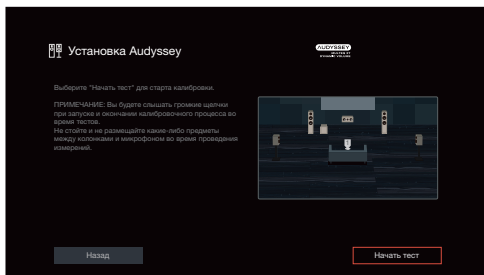 Установка Audyssey
AUDYSSEY
Выберите "Начать тест" для старта калибровки.
ПРИМЕЧАНИЕ: Вы будете слышать громкие щелчки
при запуске и окончании калибровочного процесса во
время тестов.
Не стойте и не размещайте какие-либо предметы
между колонками и микрофоном во время проведения
измерений.
Назад
Начать тест